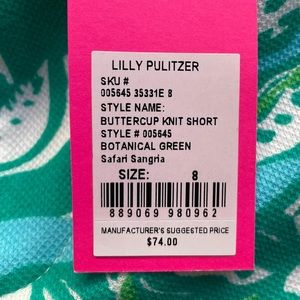 LILLY PULITZER
SKU #
005645 35331E 8
STYLE NAME:
BUTTERCUP KNIT SHORT
STYLE # 005645
BOTANICAL GREEN
Safari Sangria
SIZE: 8
889069 980962
MANUFACTURER'S SUGGESTED PRICE
$74.00